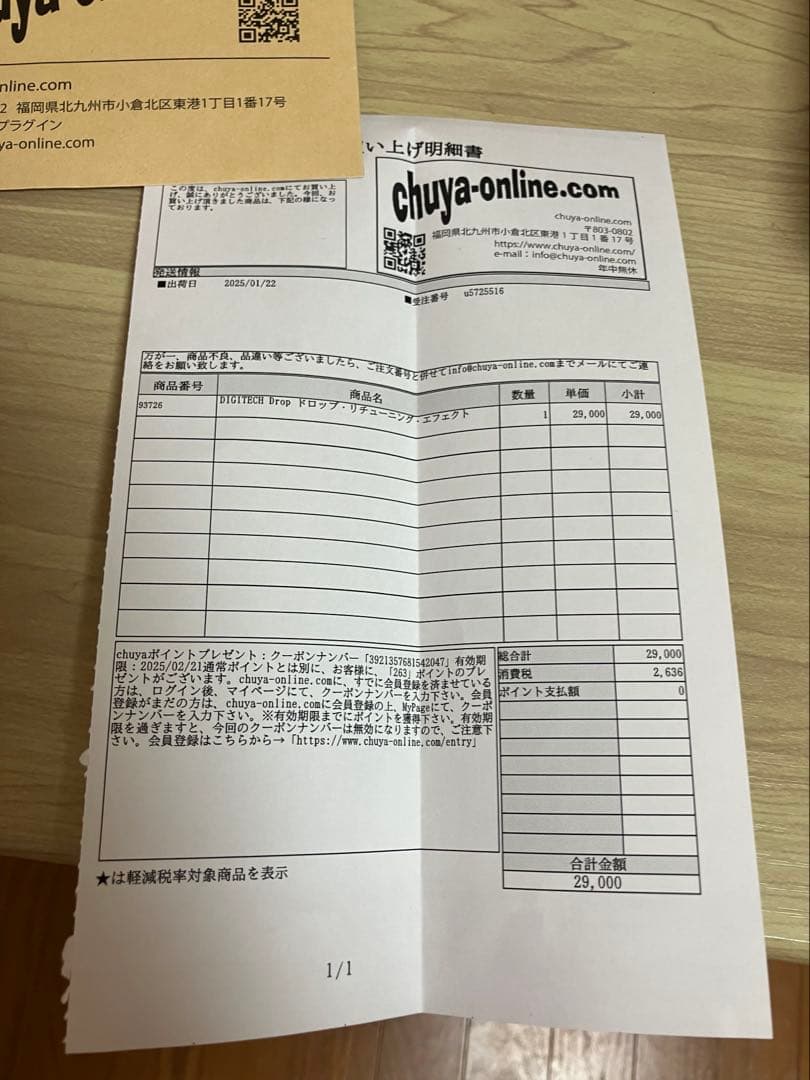 nline.com
2 福岡県北九州市小倉北区東港1丁目1番17号
プラグイン
ya-online.com
い上げ明細書
この度は、chuya-online.comにてお買い上
げ、誠にありがとうございました。今回、お
買い上げ頂きました商品は、下記の様になっ
ております。
chuya-online.com
chuya-online.com
〒803-0802
福岡県北九州市小倉北区東港1丁目1番17号
https://www.chuya-online.com/
e-mail：info@chuya-online.com
年中無休
発送情報
■出荷日 2025/01/22
■受注番号 u5725516
万が一、商品不良、品違い等ございましたら、ご注文番号と併せてinfo@chuya-online.comまでメールにてご連
絡をお願い致します。
商品番号 商品名 数量 単価 小計
93726 DIGITECH Drop ドロップ・リチューニング・エフェクト 1 29,000 29,000
chuyaポイントプレゼント：クーポンナンバー「3921357681542047」有効期
限：2025/02/21通常ポイントとは別に、お客様に、「263」ポイントのプレ
ゼントがございます。chuya-online.comに、すでに会員登録を済ませている
方は、ログイン後、マイページにて、クーポンナンバーを入力下さい。会員
登録がまだの方は、chuya-online.comに会員登録の上、MyPageにて、クーポ
ンナンバーを入力下さい。※有効期限までにポイントを獲得下さい。有効期
限を過ぎますと、今回のクーポンナンバーは無効になりますので、ご注意下
さい。会員登録はこちらから→「https://www.chuya-online.com/entry」
総合計 29,000
消費税 2,636
ポイント支払額 0
合計金額
29,000
★は軽減税率対象商品を表示
1/1